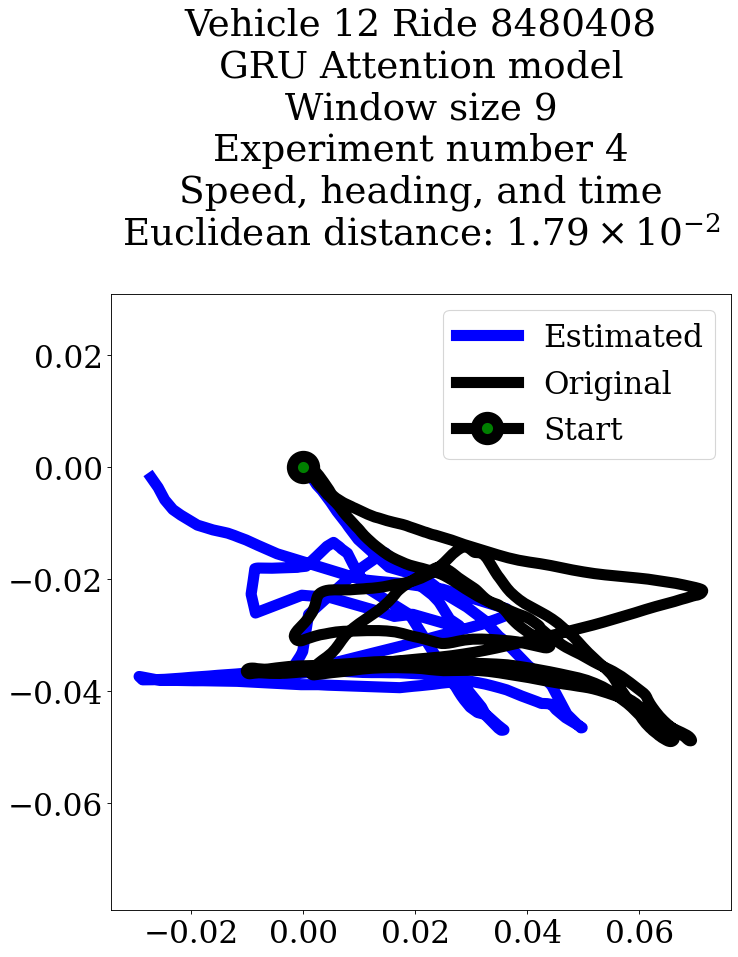 Vehicle 12 Ride 8480408
GRU Attention model
Window size 9
Experiment number 4
Speed, heading, and time
Euclidean distance: 1.79 × 10⁻²
Estimated
Original
Start
0.02
0.00
−0.02
−0.04
−0.06
−0.02 0.00 0.02 0.04 0.06